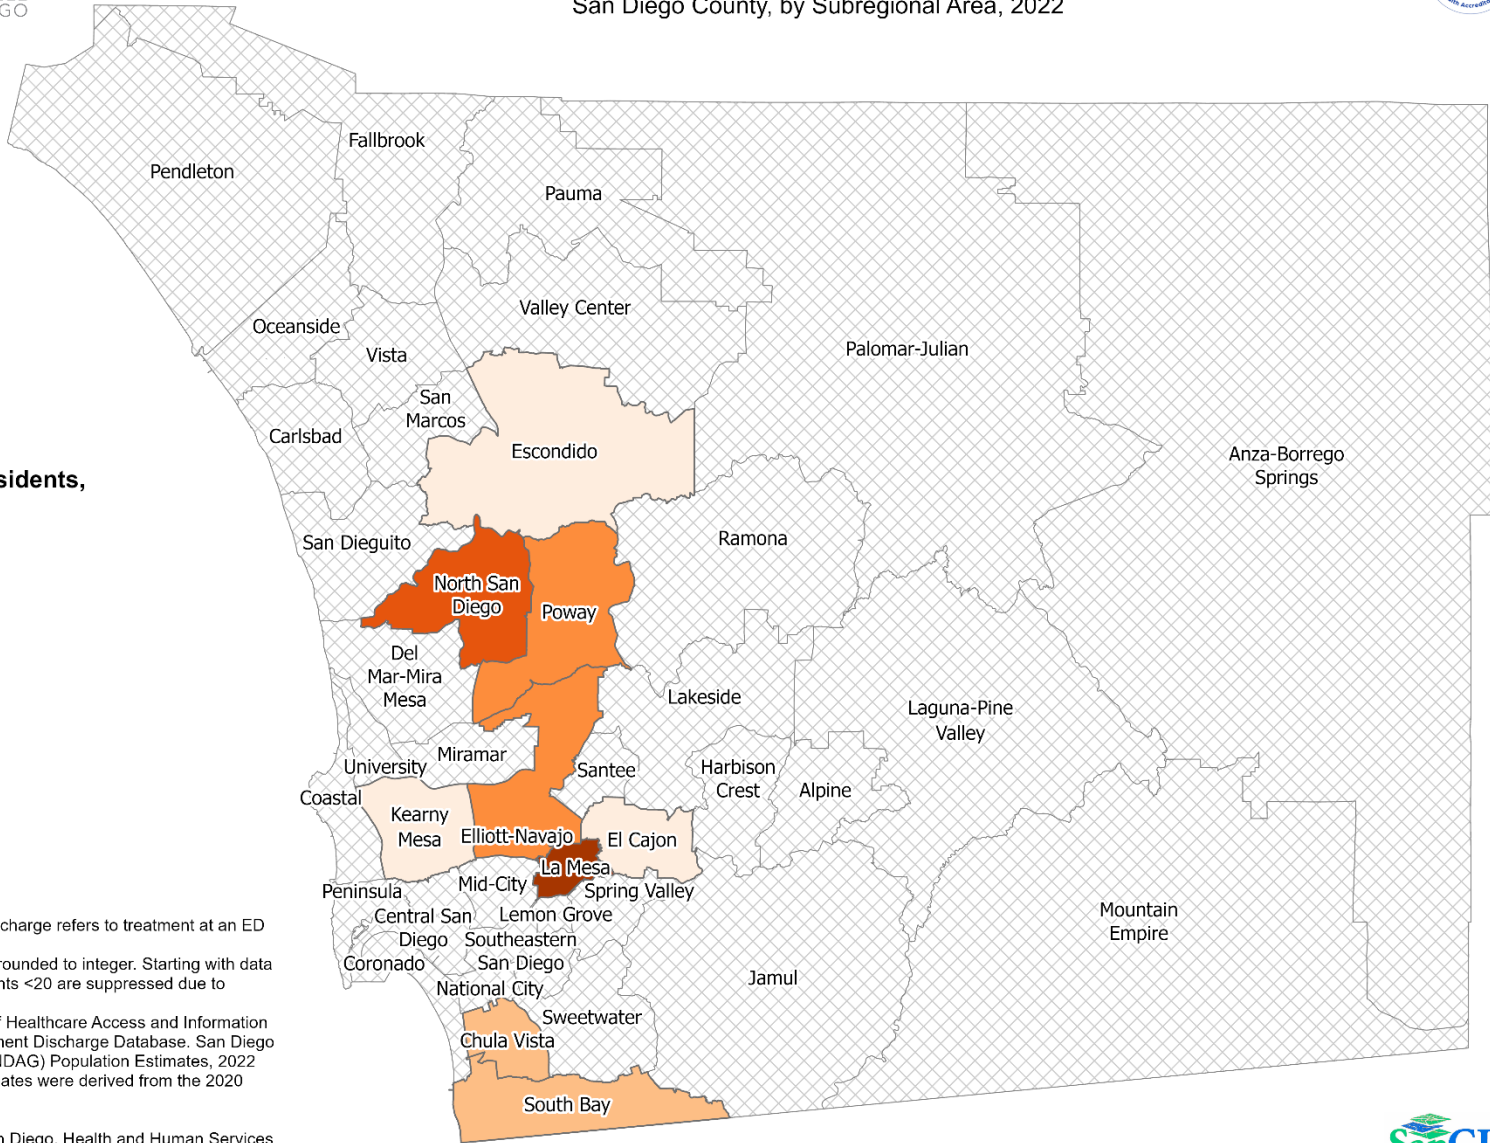 GO
San Diego County, by Subregional Area, 2022
Health Accredita
Pendleton
Fallbrook
Pauma
Oceanside
Valley Center
Vista
Palomar-Julian
San
Marcos
Carlsbad
Escondido
Anza-Borrego
Springs
sidents,
San Dieguito
Ramona
North San
Diego
Poway
Del
Mar-Mira
Mesa
Lakeside
Laguna-Pine
Valley
Miramar
University
Santee
Harbison
Crest
Alpine
Coastal
Kearny
Mesa
Elliott-Navajo
El Cajon
La Mesa
Mid-City
Spring Valley
Peninsula
Central San
Diego
Lemon Grove
Southeastern
San Diego
Coronado
National City
Mountain
Empire
Jamul
Sweetwater
Chula Vista
South Bay
charge refers to treatment at an ED
rounded to integer. Starting with data
nts <20 are suppressed due to
f Healthcare Access and Information
ment Discharge Database. San Diego
NDAG) Population Estimates, 2022
ates were derived from the 2020
n Diego, Health and Human Services
SanGI